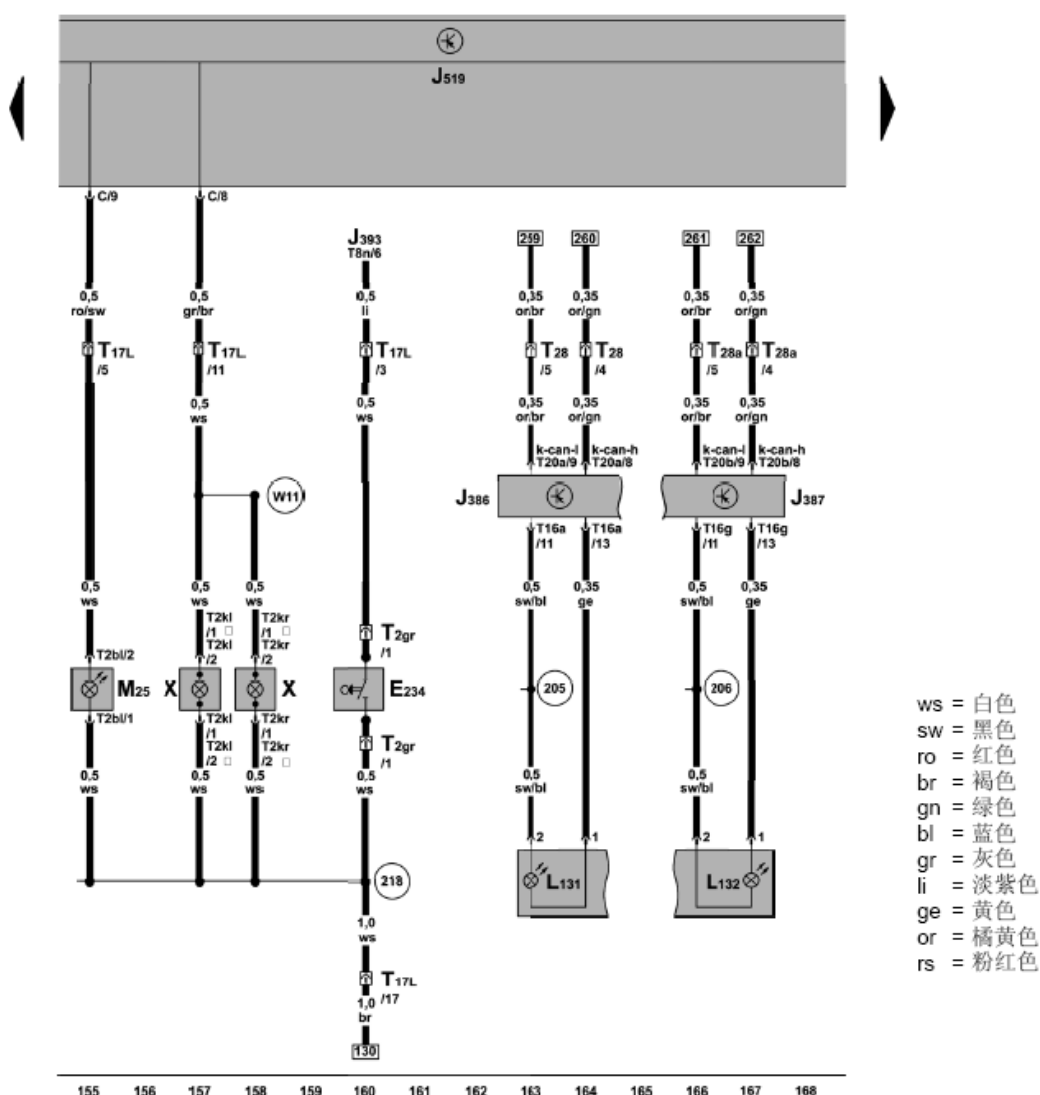 J519
C/9 C/8
J393
T8n/6
259 260 261 262
0,5 0,5 0,5 0,35 0,35 0,35 0,35
ro/sw gr/br li or/br or/gn or/br or/gn
T17L T17L T17L T28 T28 T28a T28a
/5 /11 /3 /5 /4 /5 /4
0,5 0,5 0,35 0,35 0,35 0,35
ws ws or/br or/gn or/br or/gn
k-can-l k-can-h k-can-l k-can-h
T20a/9 T20a/8 T20b/9 T20b/8
W11 J386 J387
T16a T16a T16g T16g
/11 /13 /11 /13
0,5 0,5 0,5 0,5 0,35 0,5 0,35
ws ws ws sw/bl ge sw/bl ge
T2kl T2kr
/1 /1
T2kl T2kr
/2 /2
T2gr
/1
T2bl/2
M25 X X E234
205 206
T2bl/1
T2kl T2kr
/1 /1
T2kl T2kr
/2 /2
T2gr
/1
0,5 0,5 0,5 0,5 0,5 0,5
ws ws ws ws sw/bl sw/bl
2 1 2 1
218
L131 L132
1,0
ws
T17L
/17
1,0
br
130
155 156 157 158 159 160 161 162 163 164 165 166 167 168
ws = 白色
sw = 黑色
ro = 红色
br = 褐色
gn = 绿色
bl = 蓝色
gr = 灰色
li = 淡紫色
ge = 黄色
or = 橘黄色
rs = 粉红色